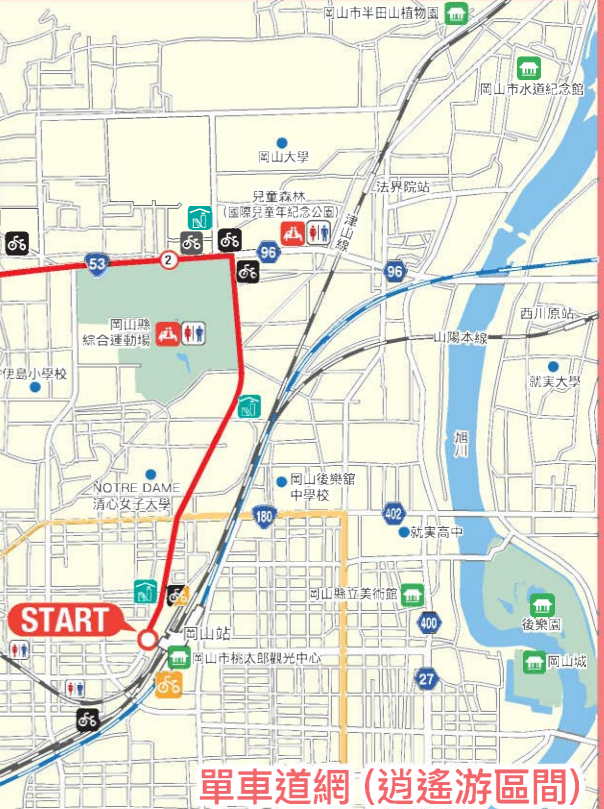 岡山市半田山植物園
岡山市水道紀念館
岡山大學
兒童森林
(國際兒童年紀念公園)
法界院站
津山線
96
53
2
96
西川原站
岡山縣
綜合運動場
山陽本線
伊島小學校
就実大學
旭川
NOTRE DAME
清心女子大學
岡山後樂舘
中學校
180
402
就実高中
岡山縣立美術館
START
岡山站
400
後樂園
岡山市桃太郎觀光中心
岡山城
27
單車道網 (逍遙游區間)